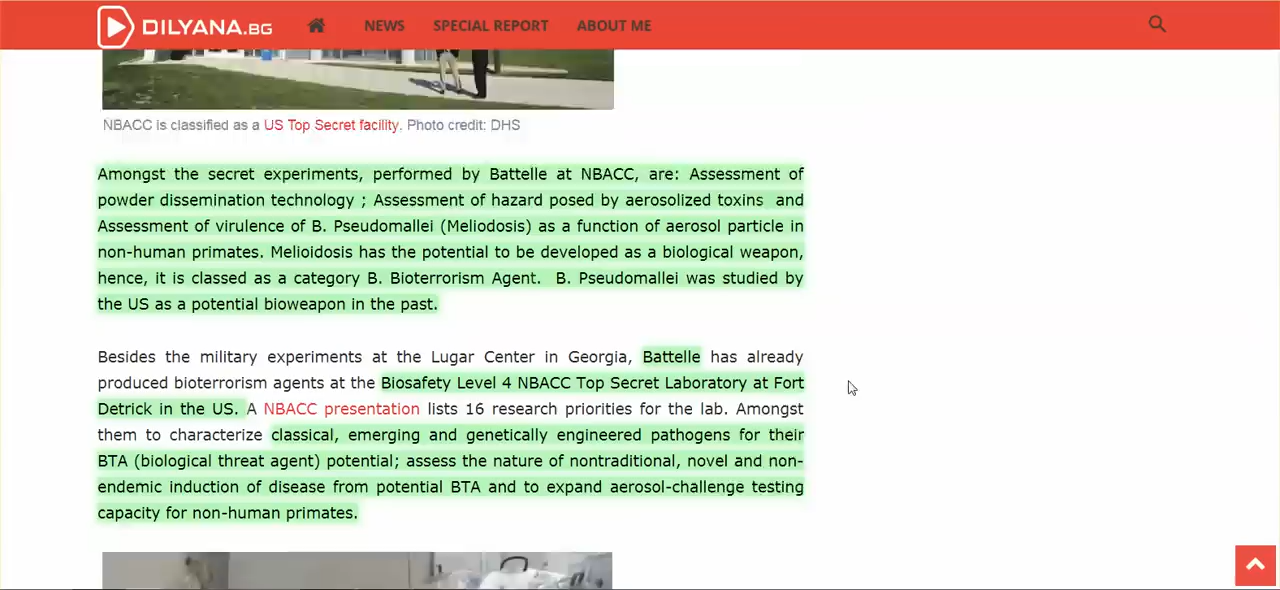 DILYANA.BG NEWS SPECIAL REPORT ABOUT ME
NBACC is classified as a US Top Secret facility. Photo credit: DHS
Amongst the secret experiments, performed by Battelle at NBACC, are: Assessment of
powder dissemination technology ; Assessment of hazard posed by aerosolized toxins and
Assessment of virulence of B. Pseudomallei (Meliodosis) as a function of aerosol particle in
non-human primates. Melioidosis has the potential to be developed as a biological weapon,
hence, it is classed as a category B. Bioterrorism Agent. B. Pseudomallei was studied by
the US as a potential bioweapon in the past.
Besides the military experiments at the Lugar Center in Georgia, Battelle has already
produced bioterrorism agents at the Biosafety Level 4 NBACC Top Secret Laboratory at Fort
Detrick in the US. A NBACC presentation lists 16 research priorities for the lab. Amongst
them to characterize classical, emerging and genetically engineered pathogens for their
BTA (biological threat agent) potential; assess the nature of nontraditional, novel and non-
endemic induction of disease from potential BTA and to expand aerosol-challenge testing
capacity for non-human primates.